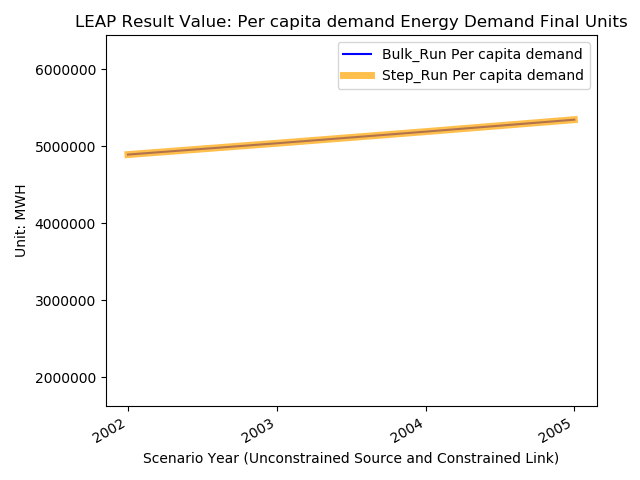 LEAP Result Value: Per capita demand Energy Demand Final Units
Bulk_Run Per capita demand
Step_Run Per capita demand
6000000
5000000
4000000
3000000
2000000
Unit: MWH
2002
2003
2004
2005
Scenario Year (Unconstrained Source and Constrained Link)